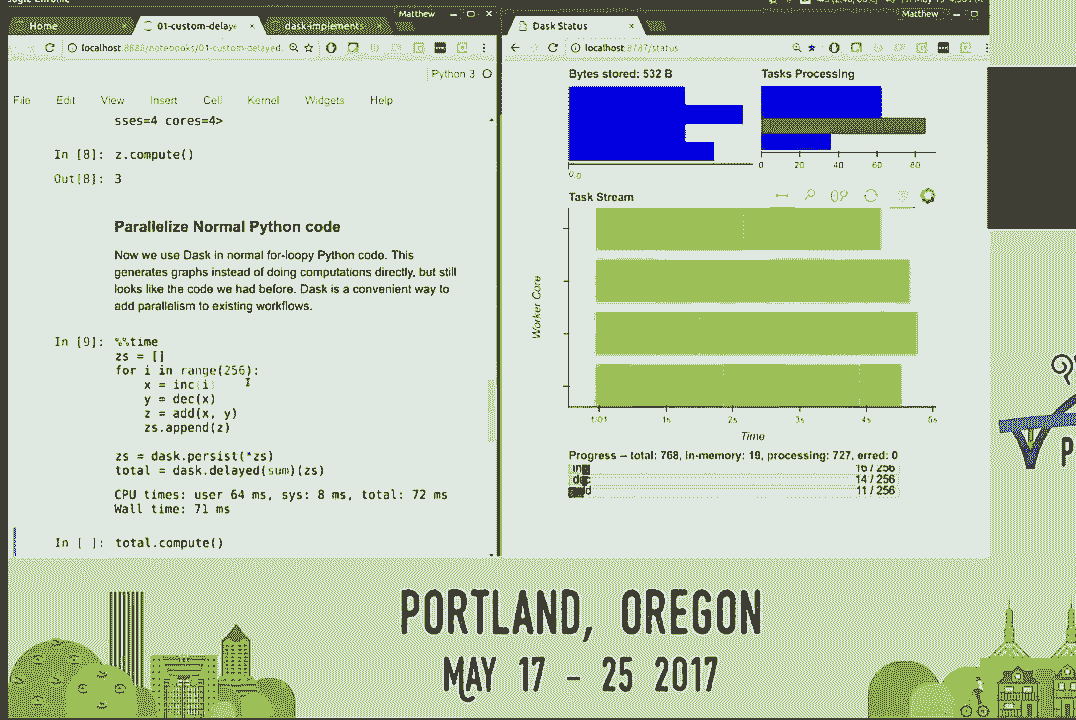 Matthew
Home
01-custom-delaye
dask-implements
localhost:8888/notebooks/01-custom-delayed.
Python 3
File Edit View Insert Cell Kernel Widgets Help
sses=4 cores=4>
In [8]: z.compute()
Out[8]: 3
Parallelize Normal Python code
Now we use Dask in normal for-loopy Python code. This
generates graphs instead of doing computations directly, but still
looks like the code we had before. Dask is a convenient way to
add parallelism to existing workflows.
In [9]: %%time
zs = []
for i in range(256):
x = inc(i)
y = dec(x)
z = add(x, y)
zs.append(z)
zs = dask.persist(*zs)
total = dask.delayed(sum)(zs)
CPU times: user 64 ms, sys: 8 ms, total: 72 ms
Wall time: 71 ms
In [ ]: total.compute()
Matthew
Dask Status
localhost:8787/status
Bytes stored: 532 B
Tasks Processing
0.0
0 20 40 60 80
Task Stream
Worker Core
1s 2s 3s 4s 5s
Time
Progress -- total: 768, in-memory: 19, processing: 727, erred: 0
inc 16 / 256
dec 14 / 256
add 11 / 256
PORTLAND, OREGON
MAY 17 - 25 2017